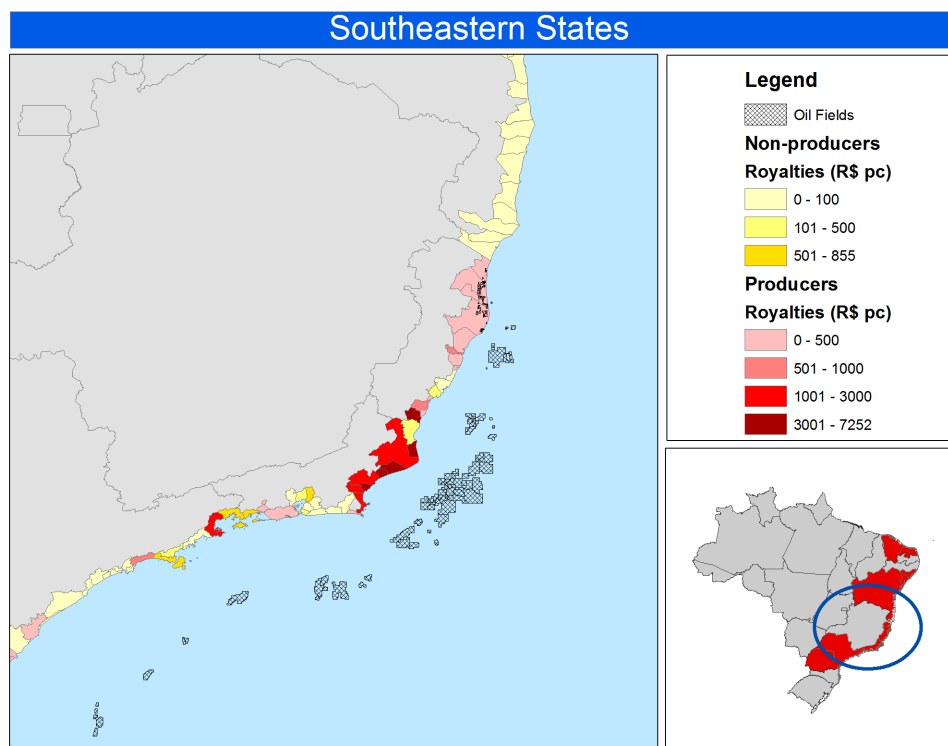 Southeastern States
Legend
Oil Fields
Non-producers
Royalties (R$ pc)
0 - 100
101 - 500
501 - 855
Producers
Royalties (R$ pc)
0 - 500
501 - 1000
1001 - 3000
3001 - 7252